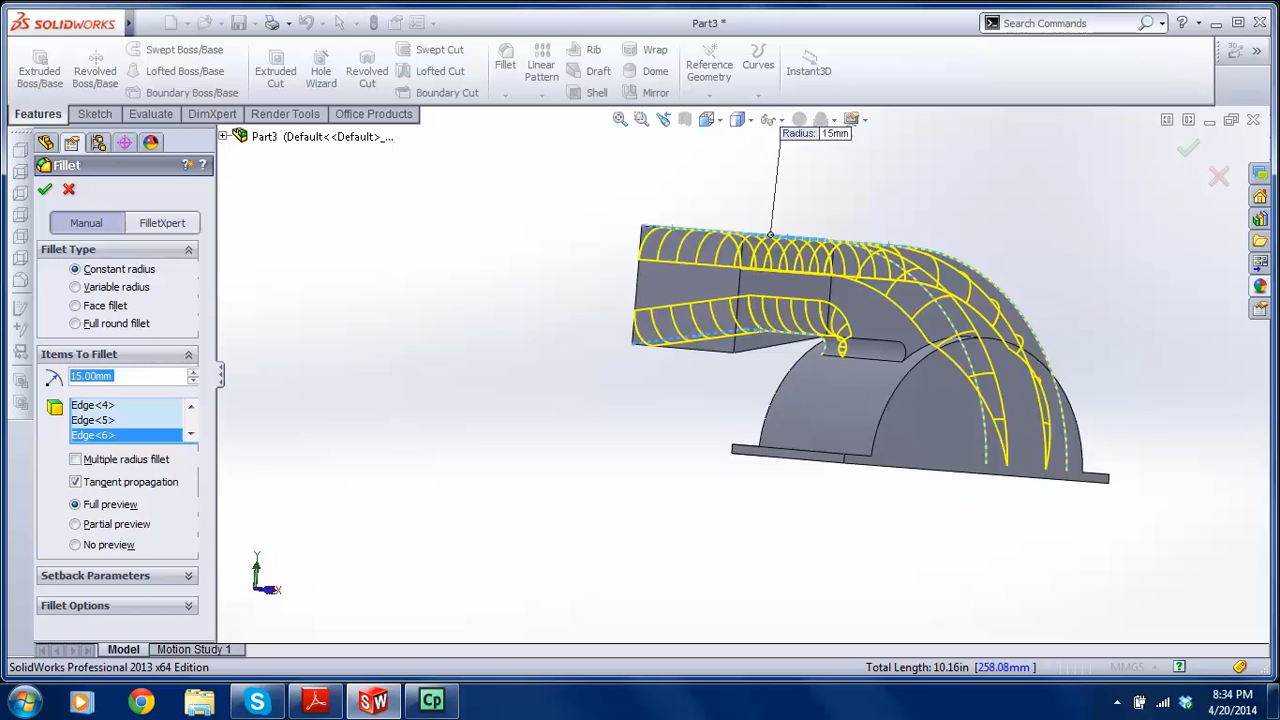 SOLIDWORKS
Part3 *
Search Commands
Extruded Boss/Base
Revolved Boss/Base
Swept Boss/Base
Lofted Boss/Base
Boundary Boss/Base
Extruded Cut
Hole Wizard
Revolved Cut
Swept Cut
Lofted Cut
Boundary Cut
Fillet
Linear Pattern
Rib
Draft
Shell
Wrap
Dome
Mirror
Reference Geometry
Curves
Instant3D
Features
Sketch
Evaluate
DimXpert
Render Tools
Office Products
Part3 (Default<<Default>_...
Radius: 15mm
Fillet
Manual
FilletXpert
Fillet Type
Constant radius
Variable radius
Face fillet
Full round fillet
Items To Fillet
15.00mm
Edge<4>
Edge<5>
Edge<6>
Multiple radius fillet
Tangent propagation
Full preview
Partial preview
No preview
Setback Parameters
Fillet Options
Y
X
Model
Motion Study 1
SolidWorks Professional 2013 x64 Edition
Total Length: 10.16in [258.08mm ]
MMGS
8:34 PM
4/20/2014